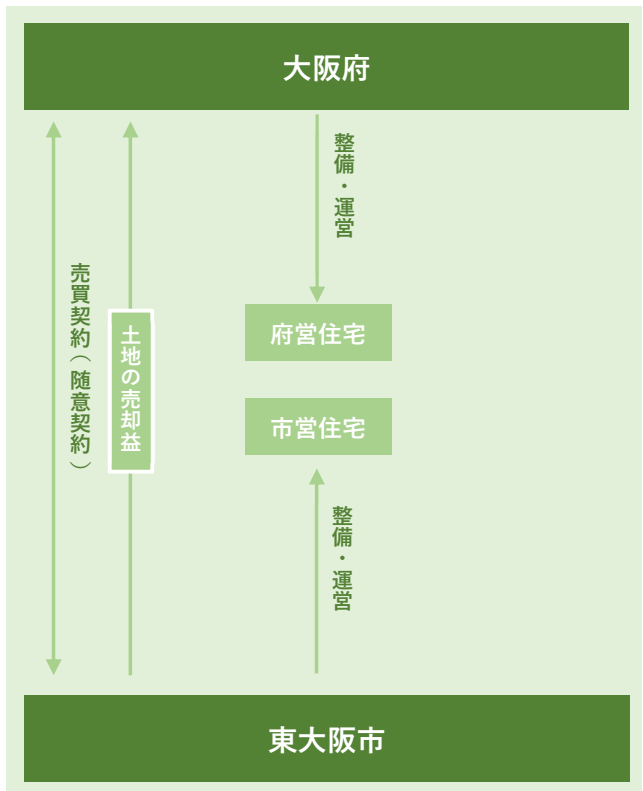 大阪府
整備・運営
売買契約（随意契約）
土地の売却益
府営住宅
市営住宅
整備・運営
東大阪市